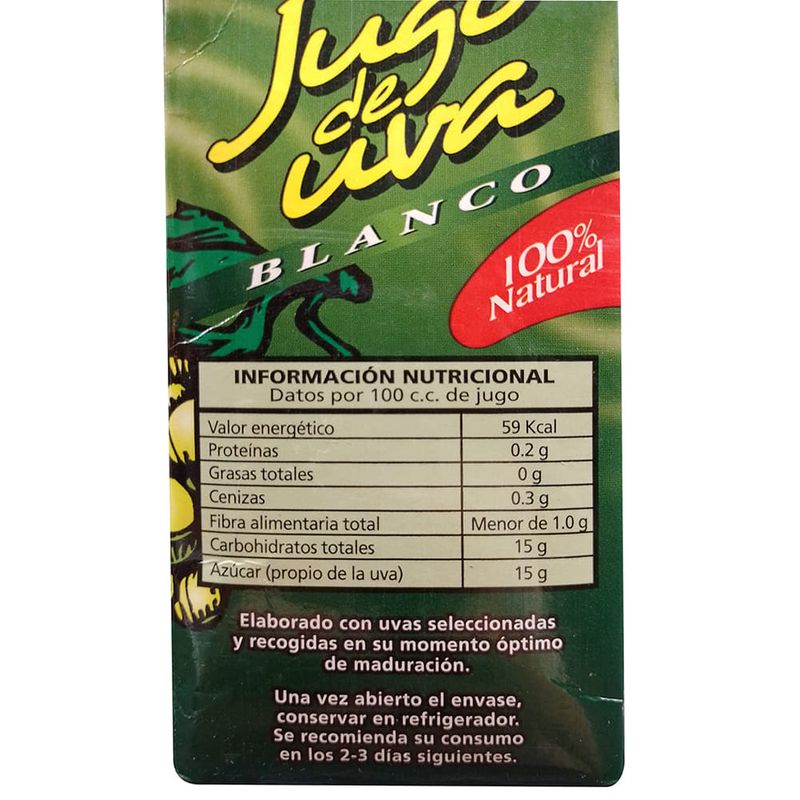 Jugo
de
uva
BLANCO
100%
Natural
INFORMACIÓN NUTRICIONAL
Datos por 100 c.c. de jugo
Valor energético 59 Kcal
Proteínas 0.2 g
Grasas totales 0 g
Cenizas 0.3 g
Fibra alimentaria total Menor de 1.0 g
Carbohidratos totales 15 g
Azúcar (propio de la uva) 15 g
Elaborado con uvas seleccionadas
y recogidas en su momento óptimo
de maduración.
Una vez abierto el envase,
conservar en refrigerador.
Se recomienda su consumo
en los 2-3 días siguientes.